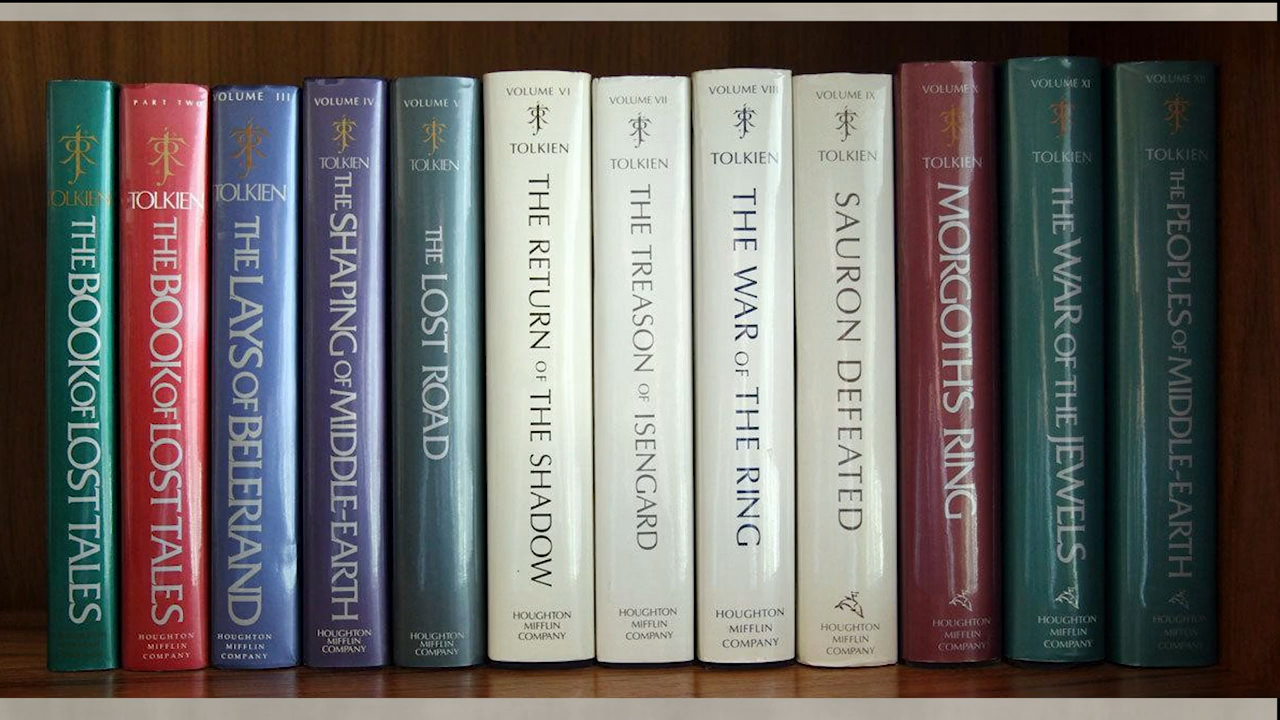 TOLKIEN
THE BOOK OF LOST TALES
PART TWO
TOLKIEN
THE BOOK OF LOST TALES
HOUGHTON
MIFFLIN
COMPANY
VOLUME III
TOLKIEN
THE LAYS OF BELERIAND
HOUGHTON
MIFFLIN
COMPANY
VOLUME IV
TOLKIEN
THE SHAPING OF MIDDLE-EARTH
HOUGHTON
MIFFLIN
COMPANY
VOLUME V
TOLKIEN
THE LOST ROAD
HOUGHTON
MIFFLIN
COMPANY
VOLUME VI
TOLKIEN
THE RETURN OF THE SHADOW
HOUGHTON
MIFFLIN
COMPANY
VOLUME VII
TOLKIEN
THE TREASON OF ISENGARD
HOUGHTON
MIFFLIN
COMPANY
VOLUME VIII
TOLKIEN
THE WAR OF THE RING
HOUGHTON
MIFFLIN
COMPANY
VOLUME IX
TOLKIEN
SAURON DEFEATED
HOUGHTON
MIFFLIN
COMPANY
VOLUME X
TOLKIEN
MORGOTH'S RING
HOUGHTON
MIFFLIN
COMPANY
VOLUME XI
TOLKIEN
THE WAR OF THE JEWELS
HOUGHTON
MIFFLIN
COMPANY
VOLUME XII
TOLKIEN
THE PEOPLES OF MIDDLE-EARTH
HOUGHTON
MIFFLIN
COMPANY